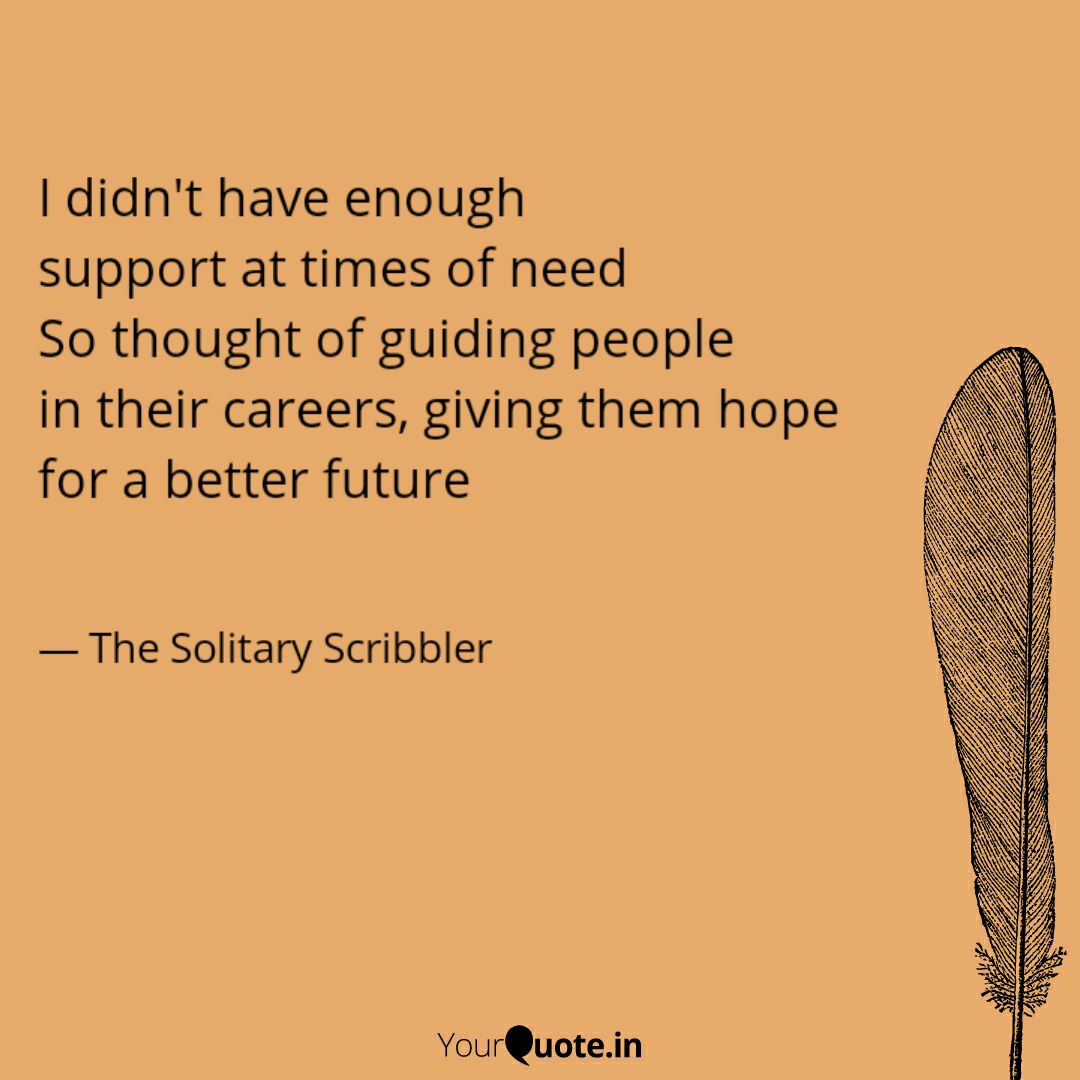 I didn't have enough
support at times of need
So thought of guiding people
in their careers, giving them hope
for a better future
— The Solitary Scribbler
YourQuote.in